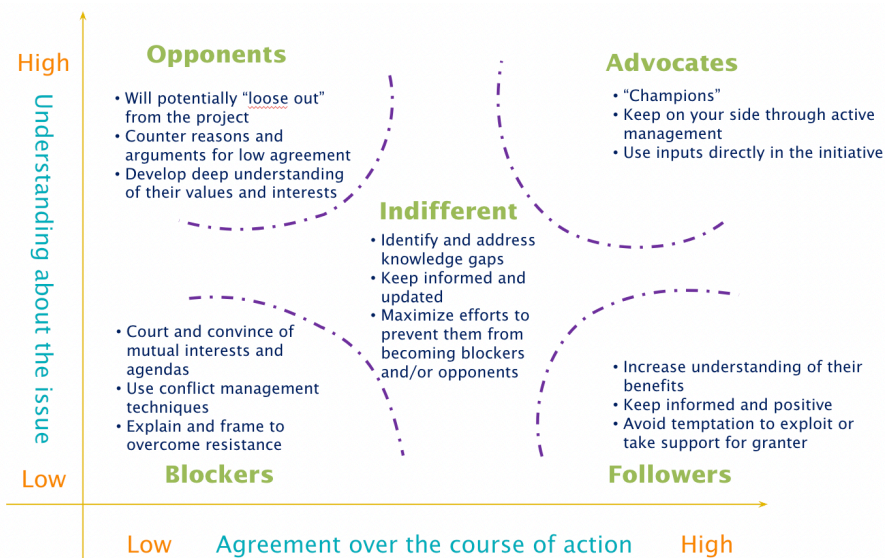 Opponents
High
• Will potentially “loose out”
from the project
• Counter reasons and
arguments for low agreement
• Develop deep understanding
of their values and interests
Advocates
• “Champions”
• Keep on your side through active
management
• Use inputs directly in the initiative
Understanding about the issue
Indifferent
• Identify and address
knowledge gaps
• Keep informed and
updated
• Maximize efforts to
prevent them from
becoming blockers
and/or opponents
• Court and convince of
mutual interests and
agendas
• Use conflict management
techniques
• Explain and frame to
overcome resistance
Blockers
• Increase understanding of their
benefits
• Keep informed and positive
• Avoid temptation to exploit or
take support for granter
Followers
Low
Low
Agreement over the course of action
High